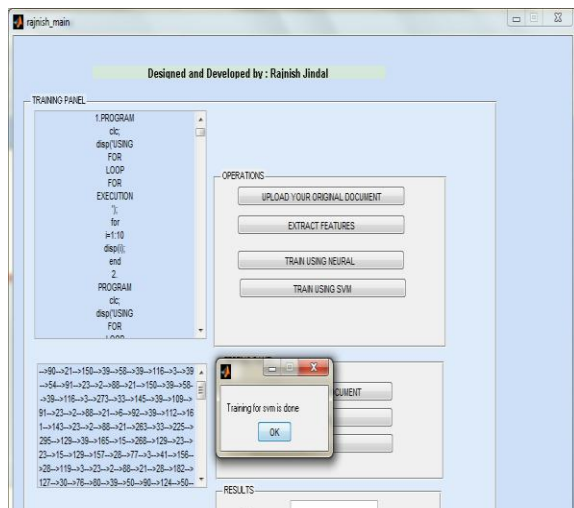 rajnish_main
Designed and Developed by : Rajnish Jindal
TRAINING PANEL
1.PROGRAM
clc;
disp('USING
FOR
LOOP
FOR
EXECUTION
');
for
i=1:10
disp(i);
end
2.
PROGRAM
clc;
disp('USING
FOR
LOOP
OPERATIONS
UPLOAD YOUR ORIGINAL DOCUMENT
EXTRACT FEATURES
TRAIN USING NEURAL
TRAIN USING SVM
-->90-->21-->150-->39-->58-->39-->116-->3-->39
-->54-->91-->23-->2-->88-->21-->150-->39-->58-
->39-->116-->3-->273-->33-->145-->39-->109-->
91-->23-->2-->88-->21-->6-->92-->39-->112-->16
1-->143-->23-->2-->88-->21-->263-->33-->225-->
295-->129-->39-->165-->15-->268-->129-->23-->
23-->15-->129-->157-->28-->77-->3-->41-->156--
>28-->119-->3-->23-->2-->88-->21-->28-->182-->
127-->30-->76-->80-->39-->50-->90-->124-->50--
CUMENT
Training for svm is done
OK
RESULTS